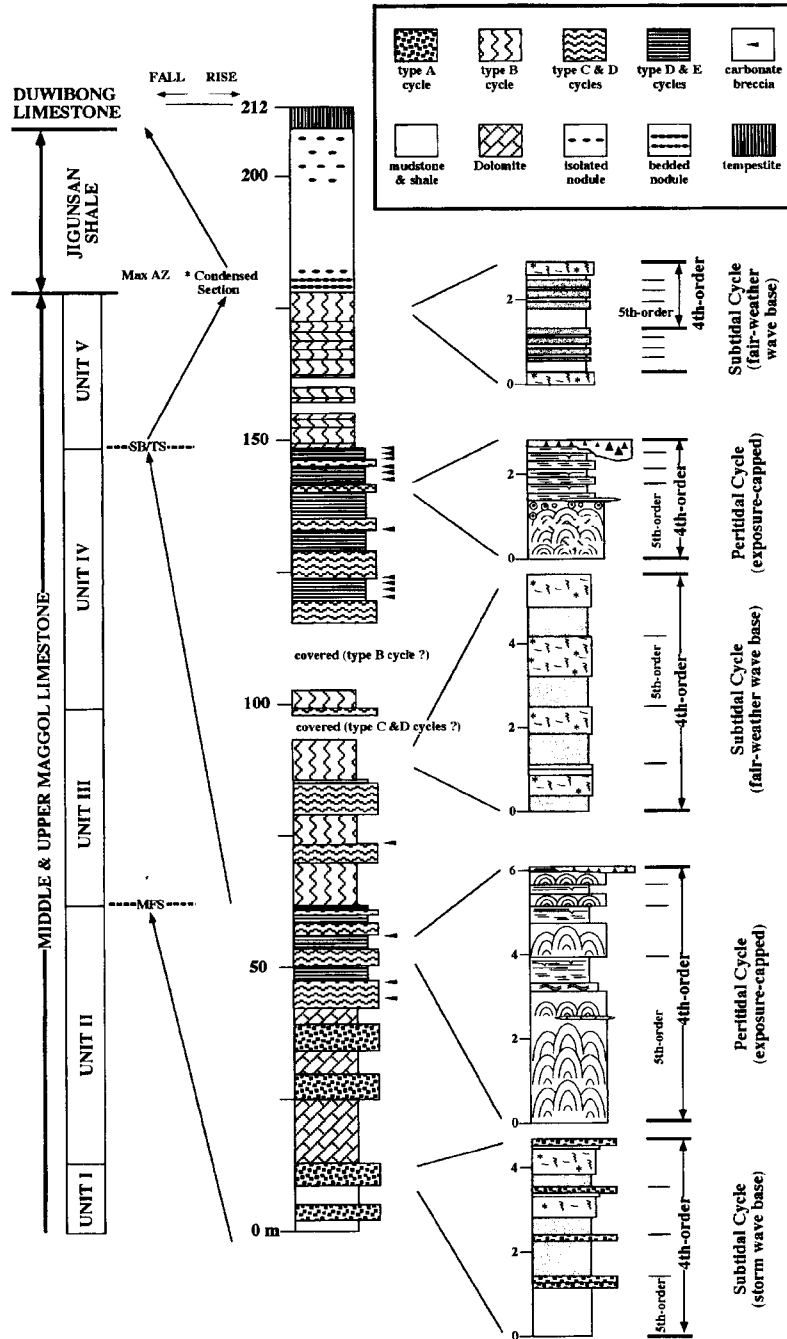 type A
cycle
type B
cycle
type C & D
cycles
type D & E
cycles
carbonate
breccia
mudstone
& shale
Dolomite
isolated
nodule
bedded
nodule
tempestite
FALL RISE
DUWIBONG
LIMESTONE
JIGUNSAN
SHALE
Max AZ * Condensed
Section
MIDDLE & UPPER MAGGOL LIMESTONE
UNIT V
UNIT IV
UNIT III
UNIT II
UNIT I
SB/TS
MFS
212
200
150
covered (type B cycle ?)
100
covered (type C &D cycles ?)
50
0 m
2
0
5th-order
4th-order
Subtidal Cycle
(fair-weather
wave base)
2
0
5th-order
4th-order
Peritidal Cycle
(exposure-capped)
4
2
0
5th-order
4th-order
Subtidal Cycle
(fair-weather wave base)
6
4
2
0
5th-order
4th-order
Peritidal Cycle
(exposure-capped)
4
2
0
5th-order
4th-order
Subtidal Cycle
(storm wave base)